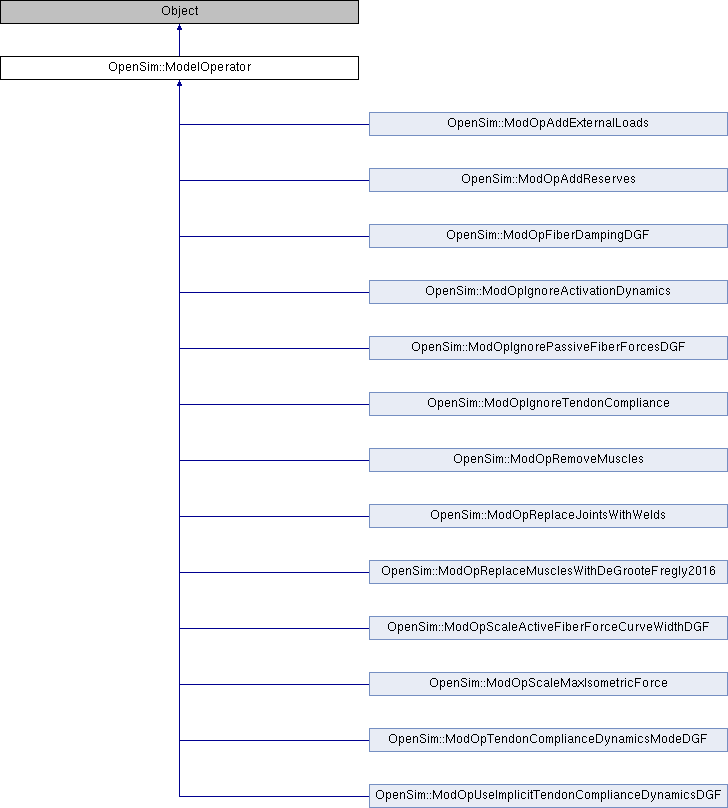 Object
OpenSim::ModelOperator
OpenSim::ModOpAddExternalLoads
OpenSim::ModOpAddReserves
OpenSim::ModOpFiberDampingDGF
OpenSim::ModOpIgnoreActivationDynamics
OpenSim::ModOpIgnorePassiveFiberForcesDGF
OpenSim::ModOpIgnoreTendonCompliance
OpenSim::ModOpRemoveMuscles
OpenSim::ModOpReplaceJointsWithWelds
OpenSim::ModOpReplaceMusclesWithDeGrooteFregly2016
OpenSim::ModOpScaleActiveFiberForceCurveWidthDGF
OpenSim::ModOpScaleMaxIsometricForce
OpenSim::ModOpTendonComplianceDynamicsModeDGF
OpenSim::ModOpUseImplicitTendonComplianceDynamicsDGF